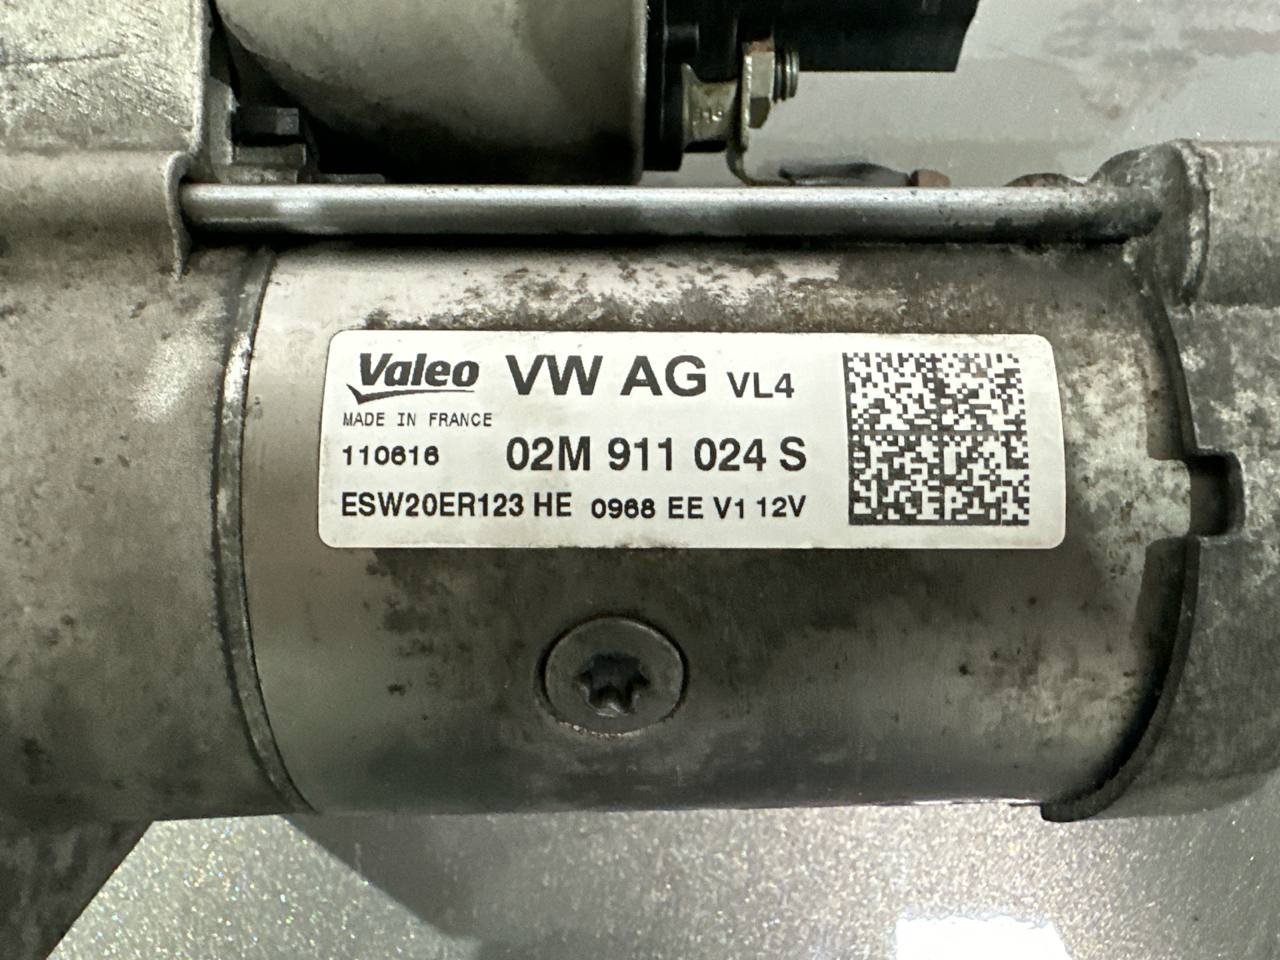 Valeo VW AG VL4
MADE IN FRANCE
110616 02M 911 024 S
ESW20ER123 HE 0968 EE V1 12V